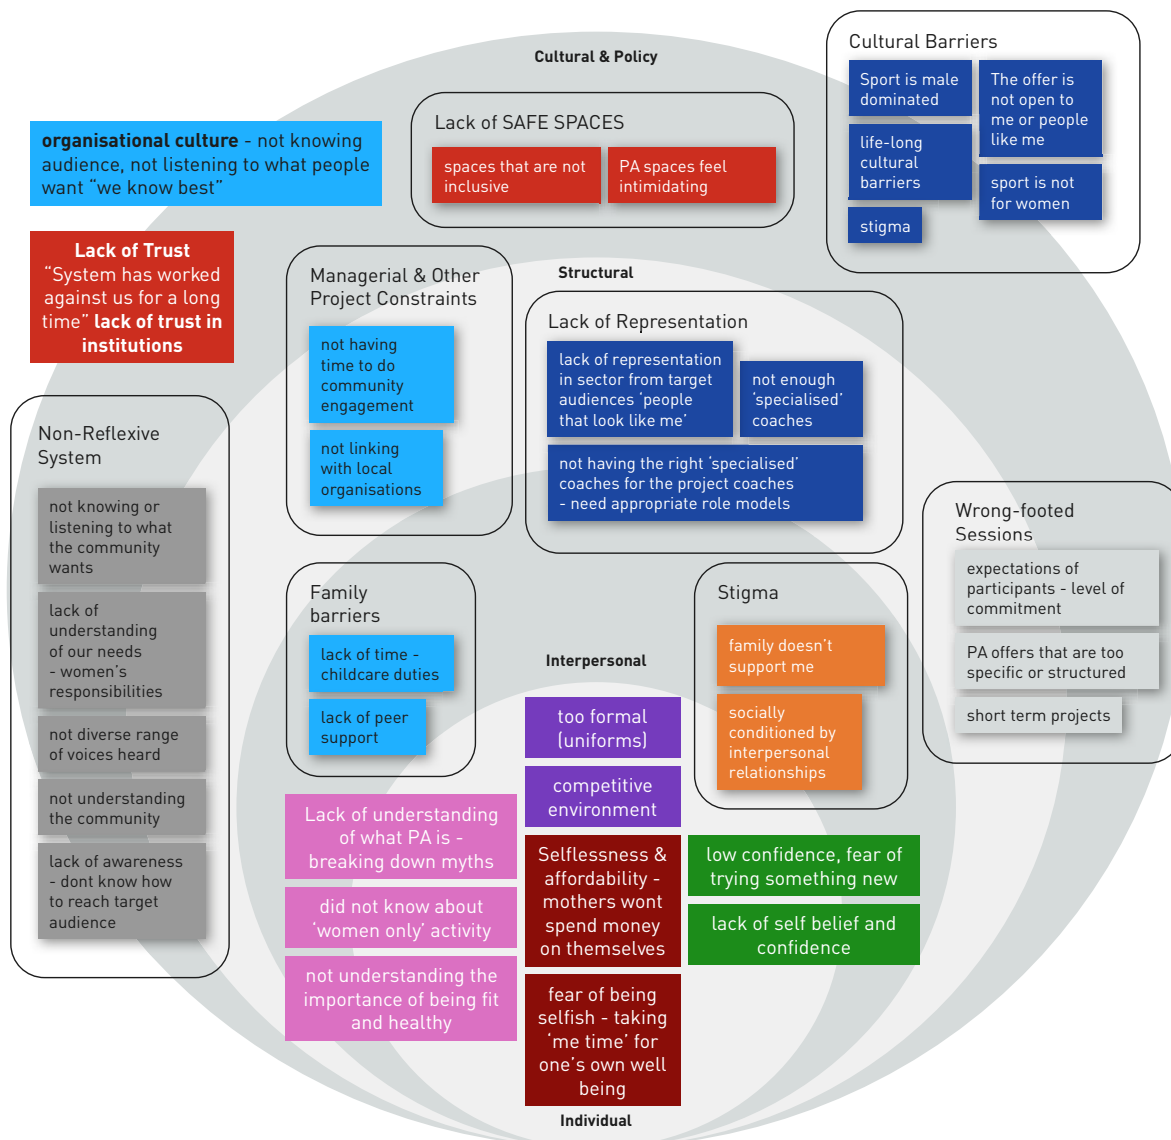 Cultural & Policy
Cultural Barriers
Sport is male
dominated
The offer is
not open to
me or people
like me
life-long
cultural
barriers
sport is not
for women
stigma
Lack of SAFE SPACES
spaces that are not
inclusive
PA spaces feel
intimidating
organisational culture - not knowing
audience, not listening to what people
want “we know best”
Lack of Trust
“System has worked
against us for a long
time” lack of trust in
institutions
Managerial & Other
Project Constraints
not having
time to do
community
engagement
not linking
with local
organisations
Structural
Lack of Representation
lack of representation
in sector from target
audiences ‘people
that look like me’
not enough
‘specialised’
coaches
not having the right ‘specialised’
coaches for the project coaches
- need appropriate role models
Non-Reflexive
System
not knowing or
listening to what
the community
wants
lack of
understanding
of our needs
- women’s
responsibilities
not diverse range
of voices heard
not understanding
the community
lack of awareness
- dont know how
to reach target
audience
Wrong-footed
Sessions
expectations of
participants - level of
commitment
PA offers that are too
specific or structured
short term projects
Family
barriers
lack of time -
childcare duties
lack of peer
support
Stigma
family doesn’t
support me
socially
conditioned by
interpersonal
relationships
Interpersonal
too formal
(uniforms)
competitive
environment
Lack of understanding
of what PA is -
breaking down myths
did not know about
‘women only’ activity
not understanding the
importance of being fit
and healthy
Selflessness &
affordability -
mothers wont
spend money
on themselves
fear of being
selfish - taking
‘me time’ for
one’s own well
being
low confidence, fear of
trying something new
lack of self belief and
confidence
Individual